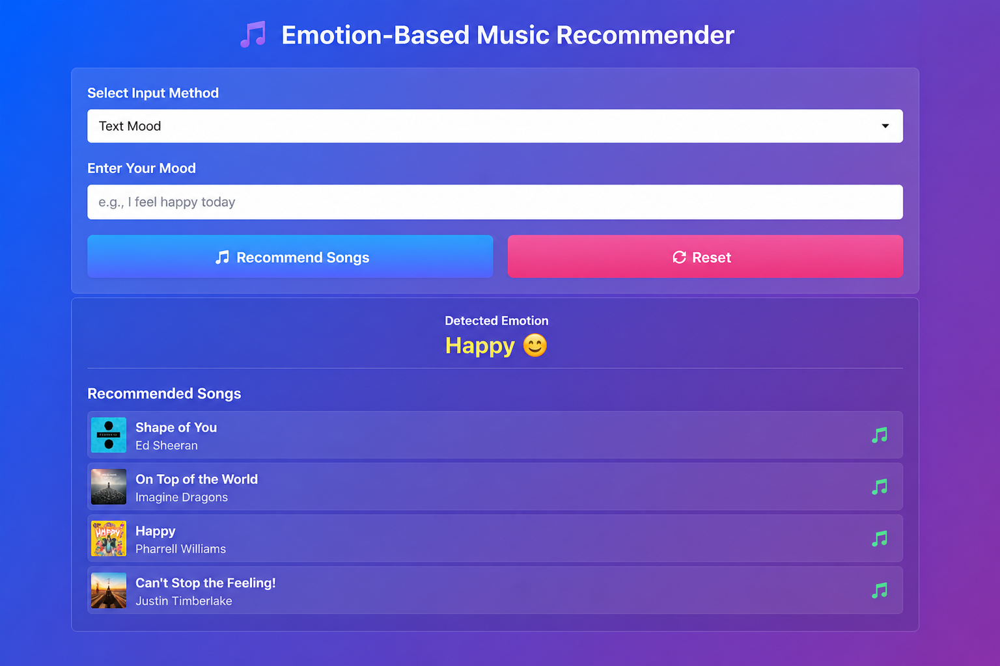 Emotion-Based Music Recommender
Select Input Method
Text Mood
Enter Your Mood
e.g., I feel happy today
Recommend Songs
Reset
Detected Emotion
Happy 😊
Recommended Songs
Shape of You
Ed Sheeran
On Top of the World
Imagine Dragons
HAPPY
Happy
Pharrell Williams
Can't Stop the Feeling!
Justin Timberlake